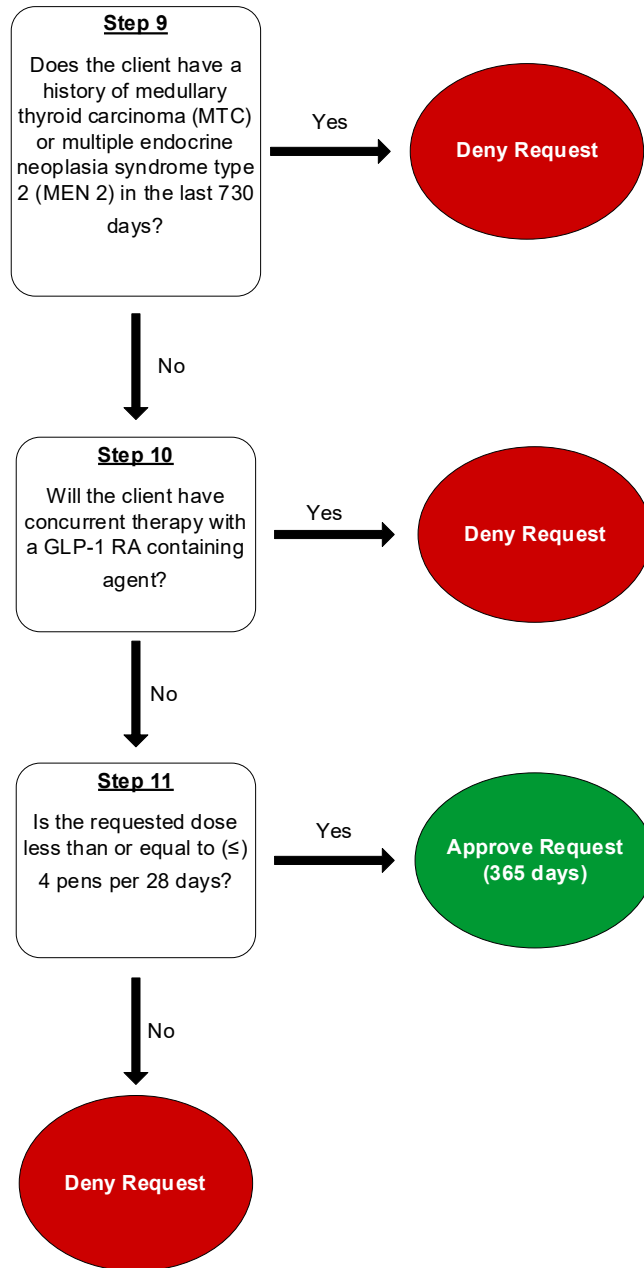 Step 9
Does the client have a
history of medullary
thyroid carcinoma (MTC)
or multiple endocrine
neoplasia syndrome type
2 (MEN 2) in the last 730
days?
Yes
Deny Request
No
Step 10
Will the client have
concurrent therapy with
a GLP-1 RA containing
agent?
Yes
Deny Request
No
Step 11
Is the requested dose
less than or equal to (≤)
4 pens per 28 days?
Yes
Approve Request
(365 days)
No
Deny Request